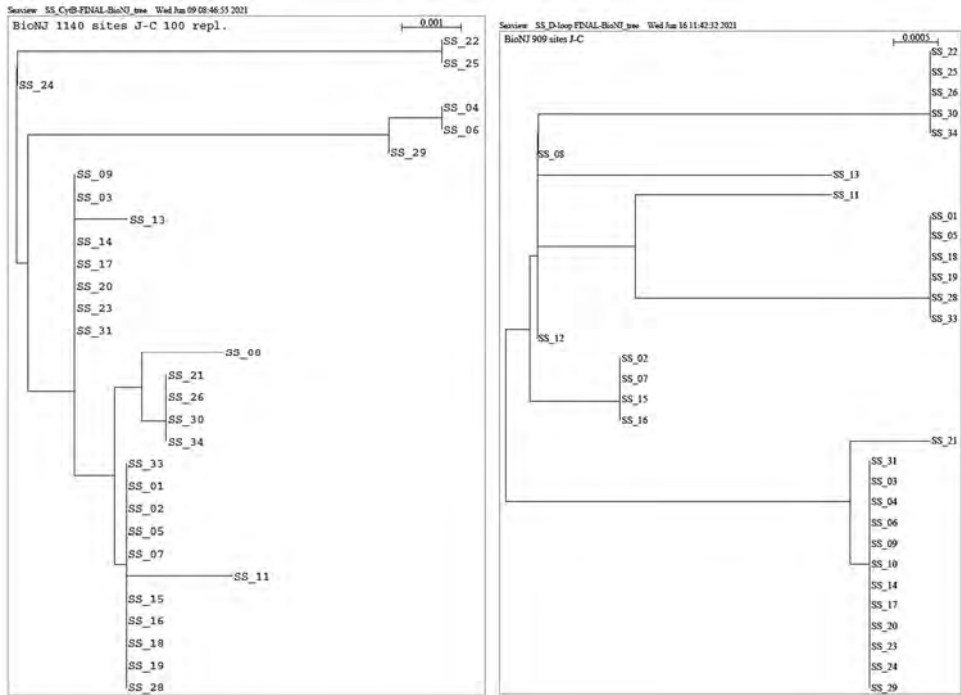 Seaview SS_CytB-FINAL-BioNJ_tree Wed Jun 09 08:46:55 2021
BioNJ 1140 sites J-C 100 repl.
0.001
SS_22
SS_25
SS_24
SS_04
SS_06
SS_29
SS_09
SS_03
SS_13
SS_14
SS_17
SS_20
SS_23
SS_31
SS_08
SS_21
SS_26
SS_30
SS_34
SS_33
SS_01
SS_02
SS_05
SS_07
SS_11
SS_15
SS_16
SS_18
SS_19
SS_28
Seaview SS_D-loop FINAL-BioNJ_tree Wed Jun 16 11:42:32 2021
BioNJ 909 sites J-C
0.0005
SS_22
SS_25
SS_26
SS_30
SS_34
SS_08
SS_13
SS_11
SS_01
SS_05
SS_18
SS_19
SS_28
SS_33
SS_12
SS_02
SS_07
SS_15
SS_16
SS_21
SS_31
SS_03
SS_04
SS_06
SS_09
SS_10
SS_14
SS_17
SS_20
SS_23
SS_24
SS_29